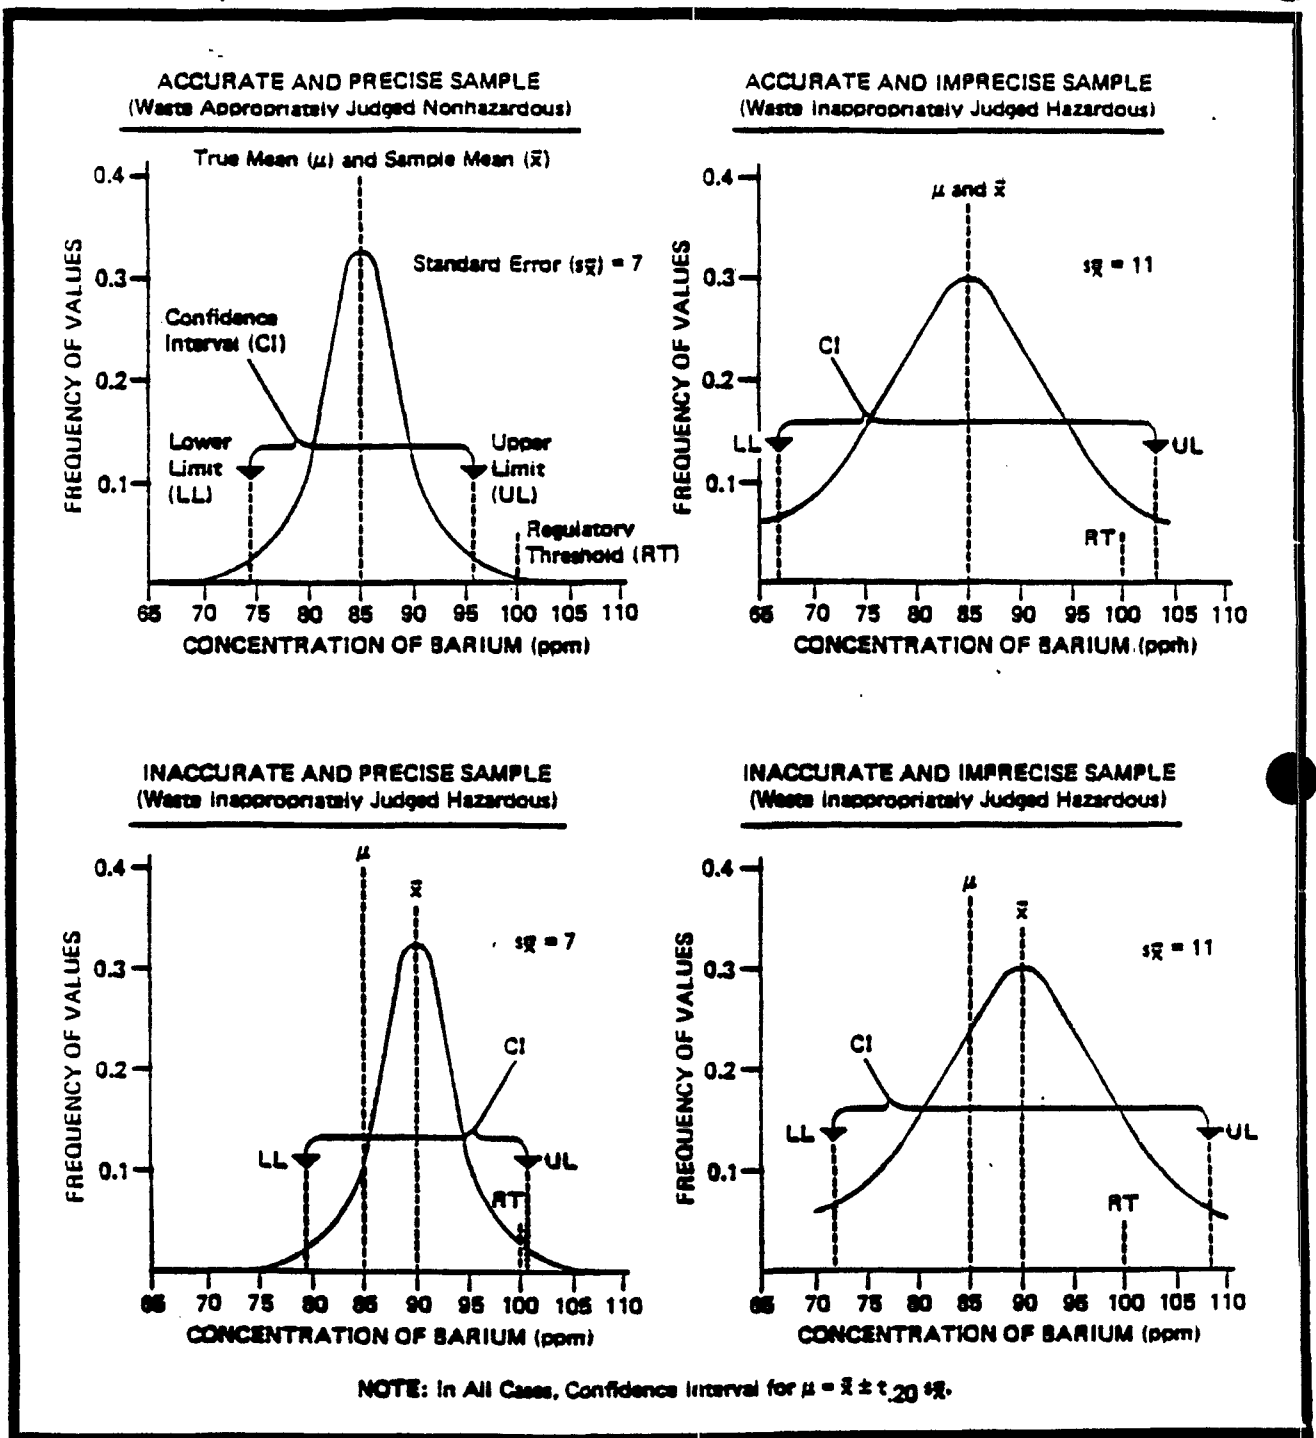 ACCURATE AND PRECISE SAMPLE
(Waste Appropriately Judged Nonhazardous)
True Mean (μ) and Sample Mean (x̄)
0.4
0.3
0.2
0.1
FREQUENCY OF VALUES
Standard Error (sx̄) = 7
Confidence
Interval (CI)
Lower
Limit
(LL)
Upper
Limit
(UL)
Regulatory
Threshold (RT)
65 70 75 80 85 90 95 100 105 110
CONCENTRATION OF BARIUM (ppm)
ACCURATE AND IMPRECISE SAMPLE
(Waste Inappropriately Judged Hazardous)
μ and x̄
0.4
0.3
0.2
0.1
FREQUENCY OF VALUES
sx̄ = 11
CI
LL
UL
RT
65 70 75 80 85 90 95 100 105 110
CONCENTRATION OF BARIUM (ppm)
INACCURATE AND PRECISE SAMPLE
(Waste Inappropriately Judged Hazardous)
μ
x̄
0.4
0.3
0.2
0.1
FREQUENCY OF VALUES
sx̄ = 7
CI
LL
UL
RT
65 70 75 80 85 90 95 100 105 110
CONCENTRATION OF BARIUM (ppm)
INACCURATE AND IMPRECISE SAMPLE
(Waste Inappropriately Judged Hazardous)
μ
x̄
0.4
0.3
0.2
0.1
FREQUENCY OF VALUES
sx̄ = 11
CI
LL
UL
RT
65 70 75 80 85 90 95 100 105 110
CONCENTRATION OF BARIUM (ppm)
NOTE: In All Cases, Confidence Interval for μ = x̄ ± t.20 sx̄.